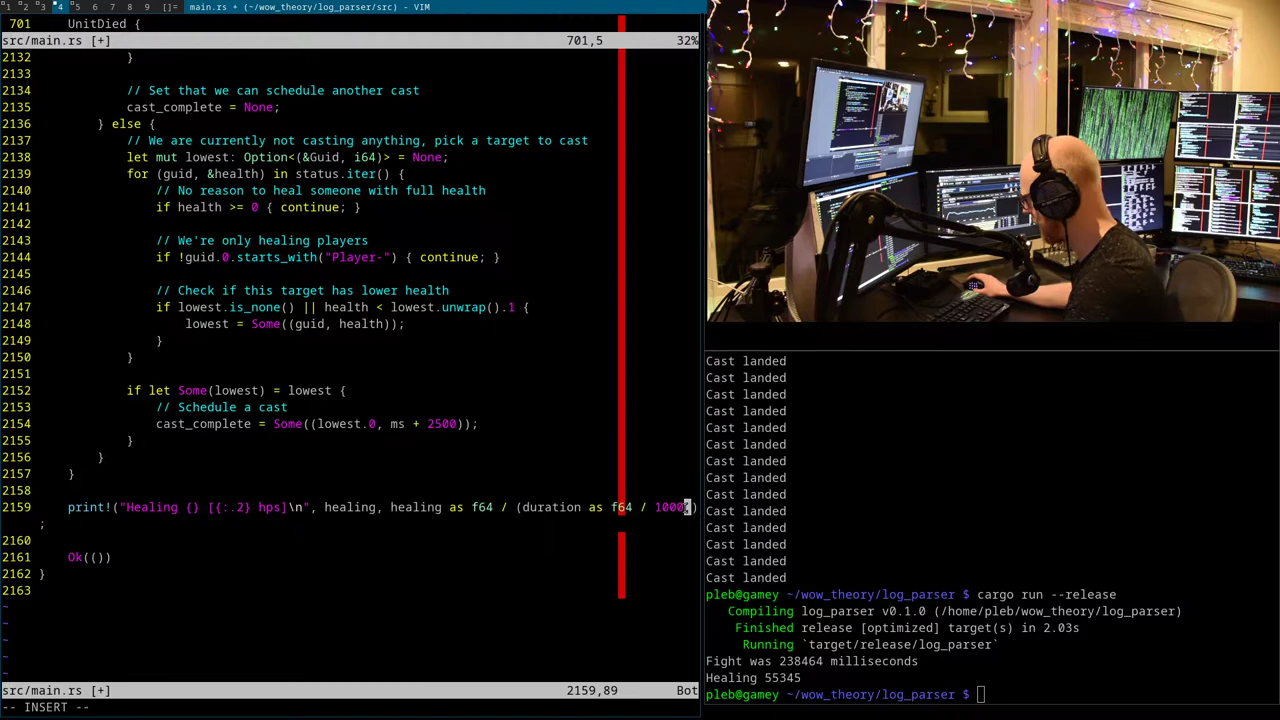 1 2 3 4 5 6 7 8 9 []= main.rs + (~/wow_theory/log_parser/src) - VIM
701     UnitDied {
src/main.rs [+] 701,5 32%
2132             }
2133
2134             // Set that we can schedule another cast
2135             cast_complete = None;
2136         } else {
2137             // We are currently not casting anything, pick a target to cast
2138             let mut lowest: Option<(&Guid, i64)> = None;
2139             for (guid, &health) in status.iter() {
2140                 // No reason to heal someone with full health
2141                 if health >= 0 { continue; }
2142
2143                 // We're only healing players
2144                 if !guid.0.starts_with("Player-") { continue; }
2145
2146                 // Check if this target has lower health
2147                 if lowest.is_none() || health < lowest.unwrap().1 {
2148                     lowest = Some((guid, health));
2149                 }
2150             }
2151
2152             if let Some(lowest) = lowest {
2153                 // Schedule a cast
2154                 cast_complete = Some((lowest.0, ms + 2500));
2155             }
2156         }
2157     }
2158
2159     print!("Healing {} [{:.2} hps]\n", healing, healing as f64 / (duration as f64 / 1000.))
;
2160
2161     Ok(())
2162 }
2163
~
~
~
~
~
src/main.rs [+] 2159,89 Bot
-- INSERT --
Cast landed
Cast landed
Cast landed
Cast landed
Cast landed
Cast landed
Cast landed
Cast landed
Cast landed
Cast landed
Cast landed
Cast landed
Cast landed
Cast landed
pleb@gamey ~/wow_theory/log_parser $ cargo run --release
   Compiling log_parser v0.1.0 (/home/pleb/wow_theory/log_parser)
    Finished release [optimized] target(s) in 2.03s
     Running `target/release/log_parser`
Fight was 238464 milliseconds
Healing 55345
pleb@gamey ~/wow_theory/log_parser $